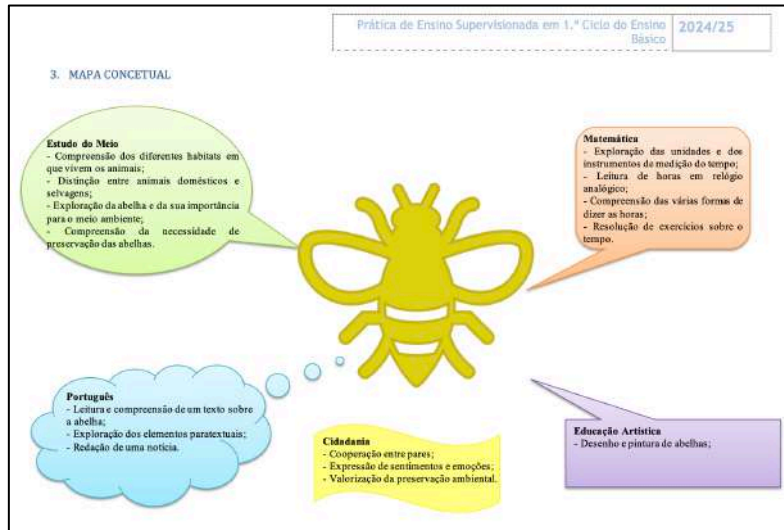 Prática de Ensino Supervisionada em 1.º Ciclo do Ensino
Básico
2024/25
3. MAPA CONCETUAL
Estudo do Meio
- Compreensão dos diferentes habitats em
que vivem os animais;
- Distinção entre animais domésticos e
selvagens;
- Exploração da abelha e da sua importância
para o meio ambiente;
- Compreensão da necessidade de
preservação das abelhas.
Matemática
- Exploração das unidades e dos
instrumentos de medição do tempo;
- Leitura de horas em relógio
analógico;
- Compreensão das várias formas de
dizer as horas;
- Resolução de exercícios sobre o
tempo.
Português
- Leitura e compreensão de um texto sobre
a abelha;
- Exploração dos elementos paratextuais;
- Redação de uma notícia.
Cidadania
- Cooperação entre pares;
- Expressão de sentimentos e emoções;
- Valorização da preservação ambiental.
Educação Artística
- Desenho e pintura de abelhas;